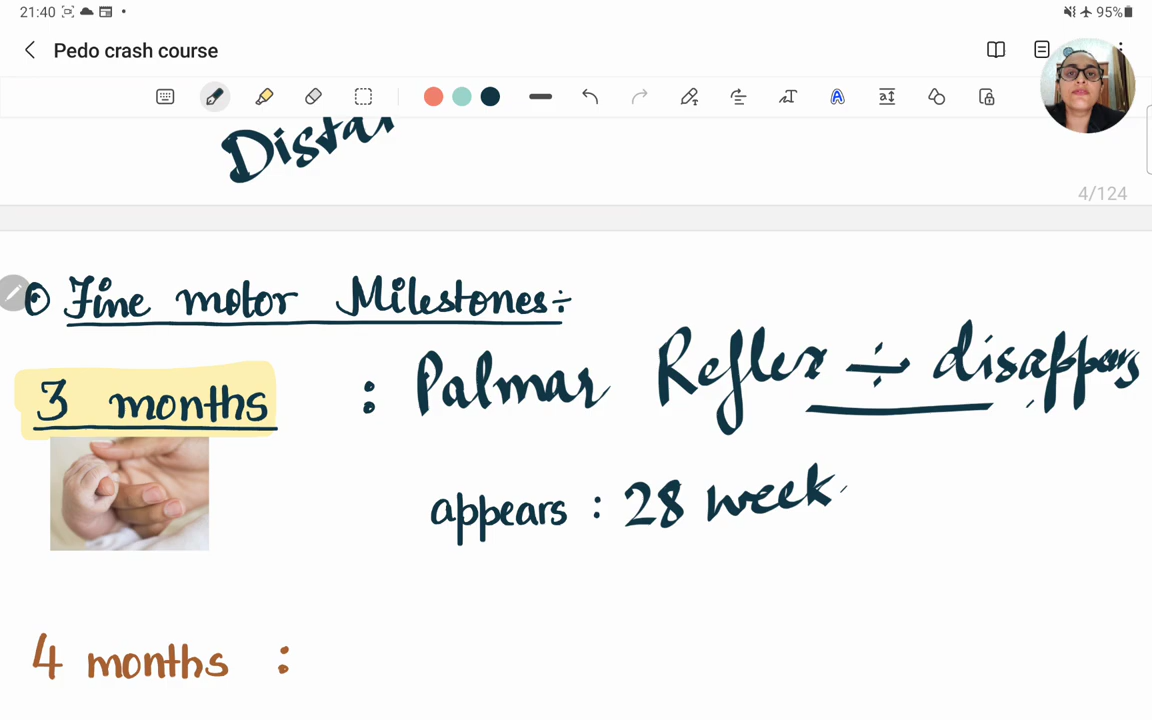 21:40 95%
Pedo crash course
Distal
4/124
Fine motor Milestones:
3 months : Palmar Reflex : disappears
appears : 28 week
4 months :